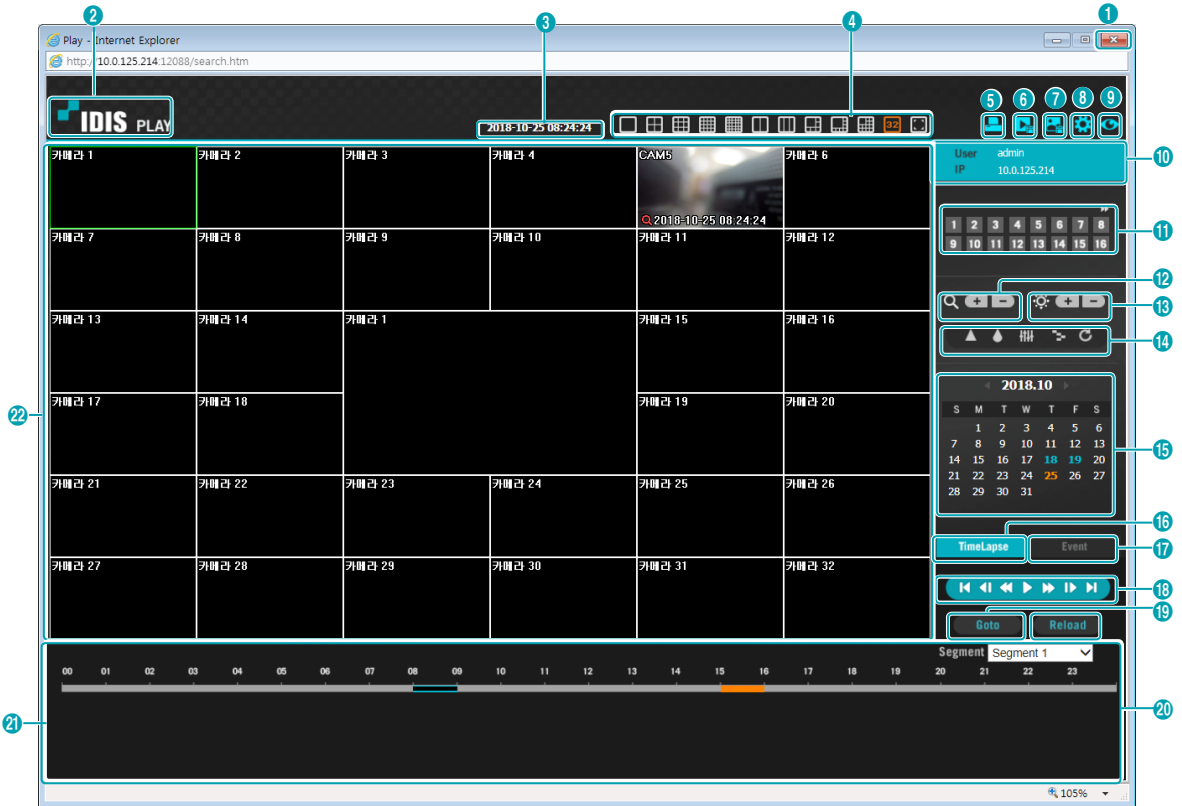 2 3 4 1
Play - Internet Explorer
http://10.0.125.214:12088/search.htm
5 6 7 8 9
IDIS PLAY
2018-10-25 08:24:24
32
카메라 1 카메라 2 카메라 3 카메라 4 CAM5 카메라 6
2018-10-25 08:24:24
User admin
IP 10.0.125.214
10
카메라 7 카메라 8 카메라 9 카메라 10 카메라 11 카메라 12
1 2 3 4 5 6 7 8
9 10 11 12 13 14 15 16
11
12
13
카메라 13 카메라 14 카메라 1 카메라 15 카메라 16
14
2018.10
S M T W T F S
1 2 3 4 5 6
7 8 9 10 11 12 13
14 15 16 17 18 19 20
21 22 23 24 25 26 27
28 29 30 31
15
카메라 17 카메라 18 카메라 19 카메라 20
22
카메라 21 카메라 22 카메라 23 카메라 24 카메라 25 카메라 26
16
TimeLapse Event
17
카메라 27 카메라 28 카메라 29 카메라 30 카메라 31 카메라 32
18
19
Goto Reload
Segment Segment 1
00 01 02 03 04 05 06 07 08 09 10 11 12 13 14 15 16 17 18 19 20 21 22 23
21 20
105%